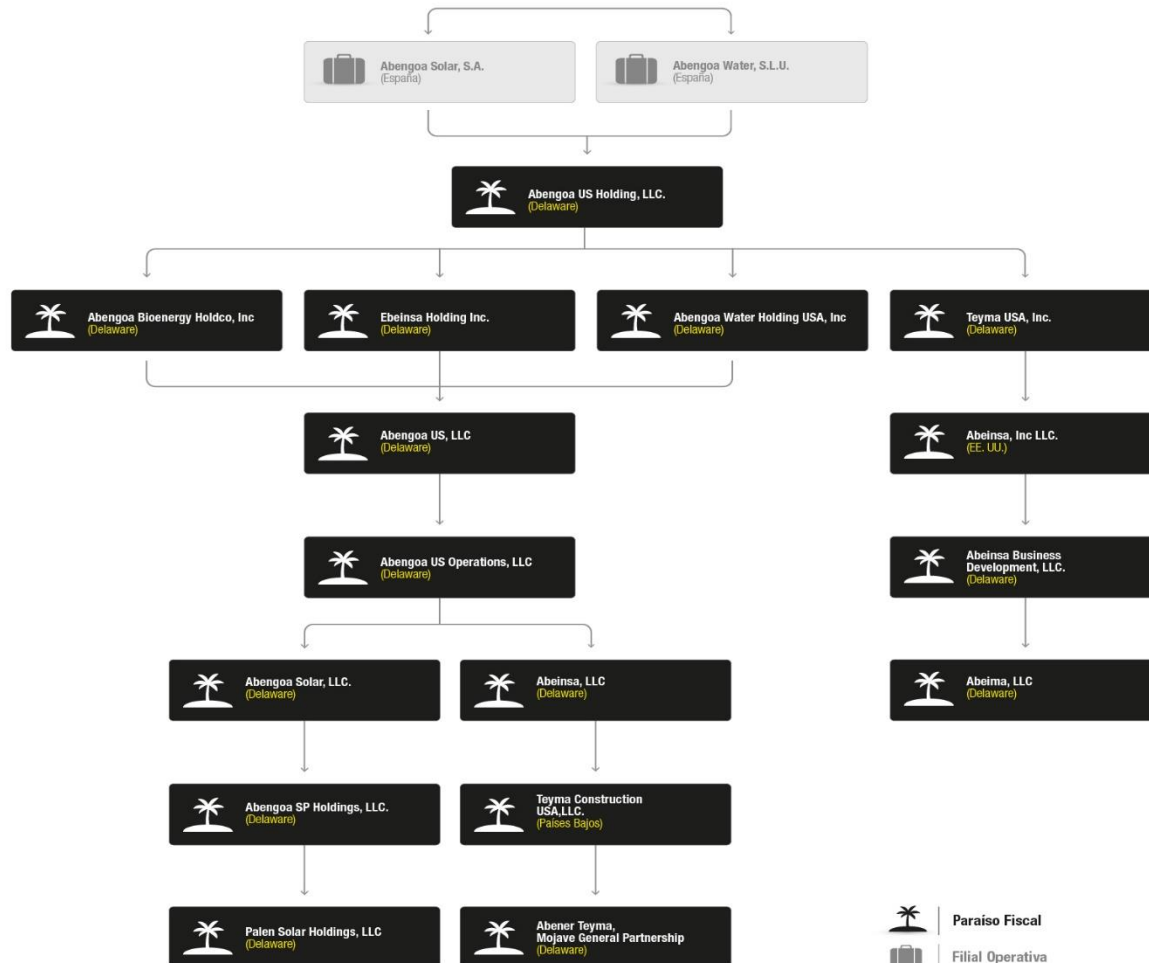 Abengoa Solar, S.A.
(España)
Abengoa Water, S.L.U.
(España)
Abengoa US Holding, LLC.
(Delaware)
Abengoa Bioenergy Holdco, Inc
(Delaware)
Ebeinsa Holding Inc.
(Delaware)
Abengoa Water Holding USA, Inc
(Delaware)
Teyma USA, Inc.
(Delaware)
Abengoa US, LLC
(Delaware)
Abeinsa, Inc LLC.
(EE. UU.)
Abengoa US Operations, LLC
(Delaware)
Abeinsa Business
Development, LLC.
(Delaware)
Abengoa Solar, LLC.
(Delaware)
Abeinsa, LLC
(Delaware)
Abeima, LLC
(Delaware)
Abengoa SP Holdings, LLC.
(Delaware)
Teyma Construction
USA,LLC.
(Países Bajos)
Palen Solar Holdings, LLC
(Delaware)
Abener Teyma,
Mojave General Partnership
(Delaware)
Paraíso Fiscal
Filial Operativa